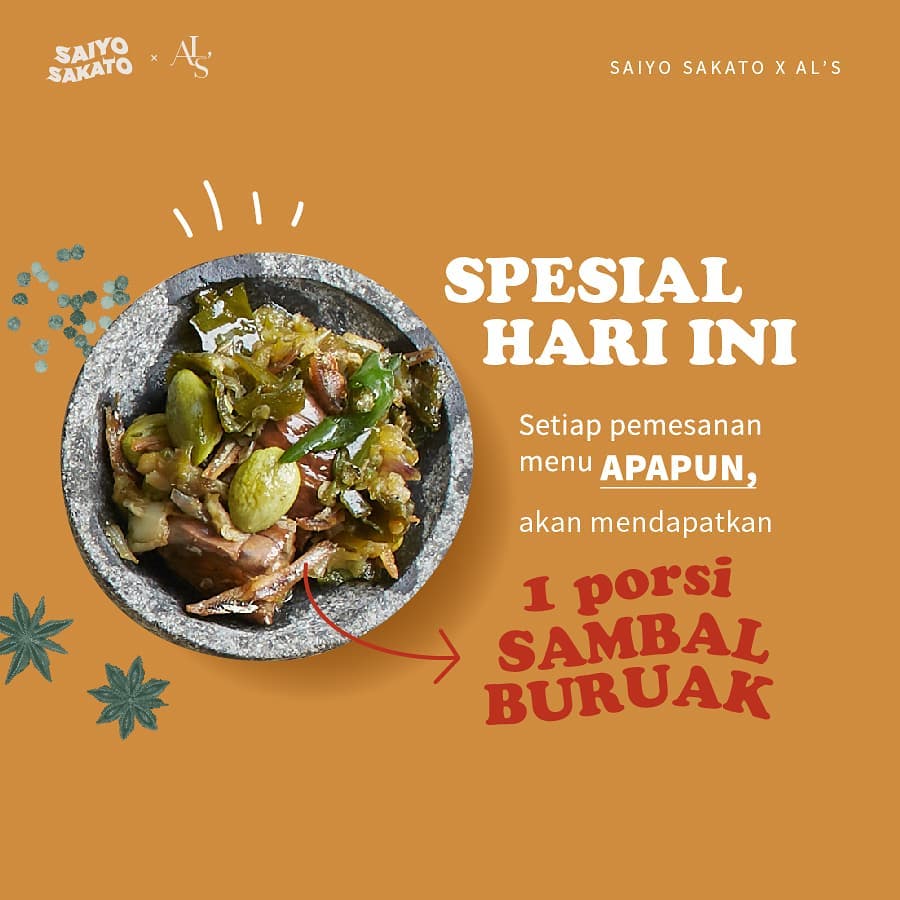 SAIYO
SAKATO
× AL'S
SAIYO SAKATO X AL'S
SPESIAL
HARI INI
Setiap pemesanan
menu APAPUN,
akan mendapatkan
1 porsi
SAMBAL
BURUAK